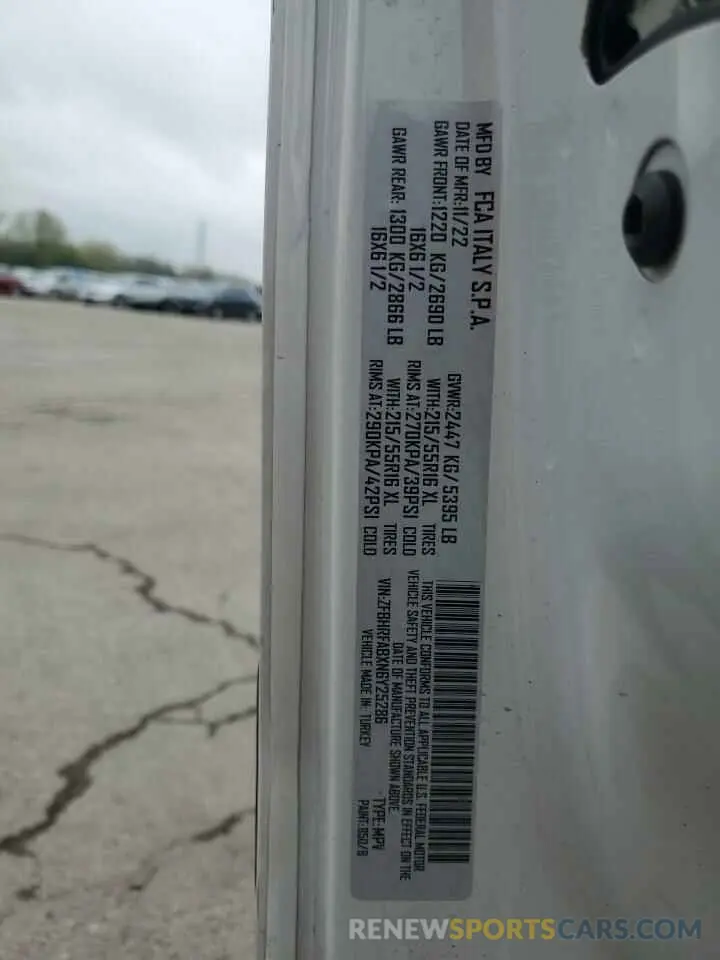 MFD BY FCA ITALY S.P.A.
DATE OF MFR:11/22 GVWR:2447 KG/5395 LB
GAWR FRONT:1220 KG/2690 LB WITH:215/55R16 XL TIRES
16X6 1/2 RIMS AT:270KPA/39PSI COLD
GAWR REAR: 1300 KG/2866 LB WITH:215/55R16 XL TIRES
16X6 1/2 RIMS AT:290KPA/42PSI COLD
THIS VEHICLE CONFORMS TO ALL APPLICABLE U.S. FEDERAL MOTOR
VEHICLE SAFETY AND THEFT PREVENTION STANDARDS IN EFFECT ON THE
DATE OF MANUFACTURE SHOWN ABOVE.
VIN:ZFBHRFABXN6Y25286 TYPE:MPV
VEHICLE MADE IN: TURKEY PAINT:850/B
RENEWSPORTSCARS.COM